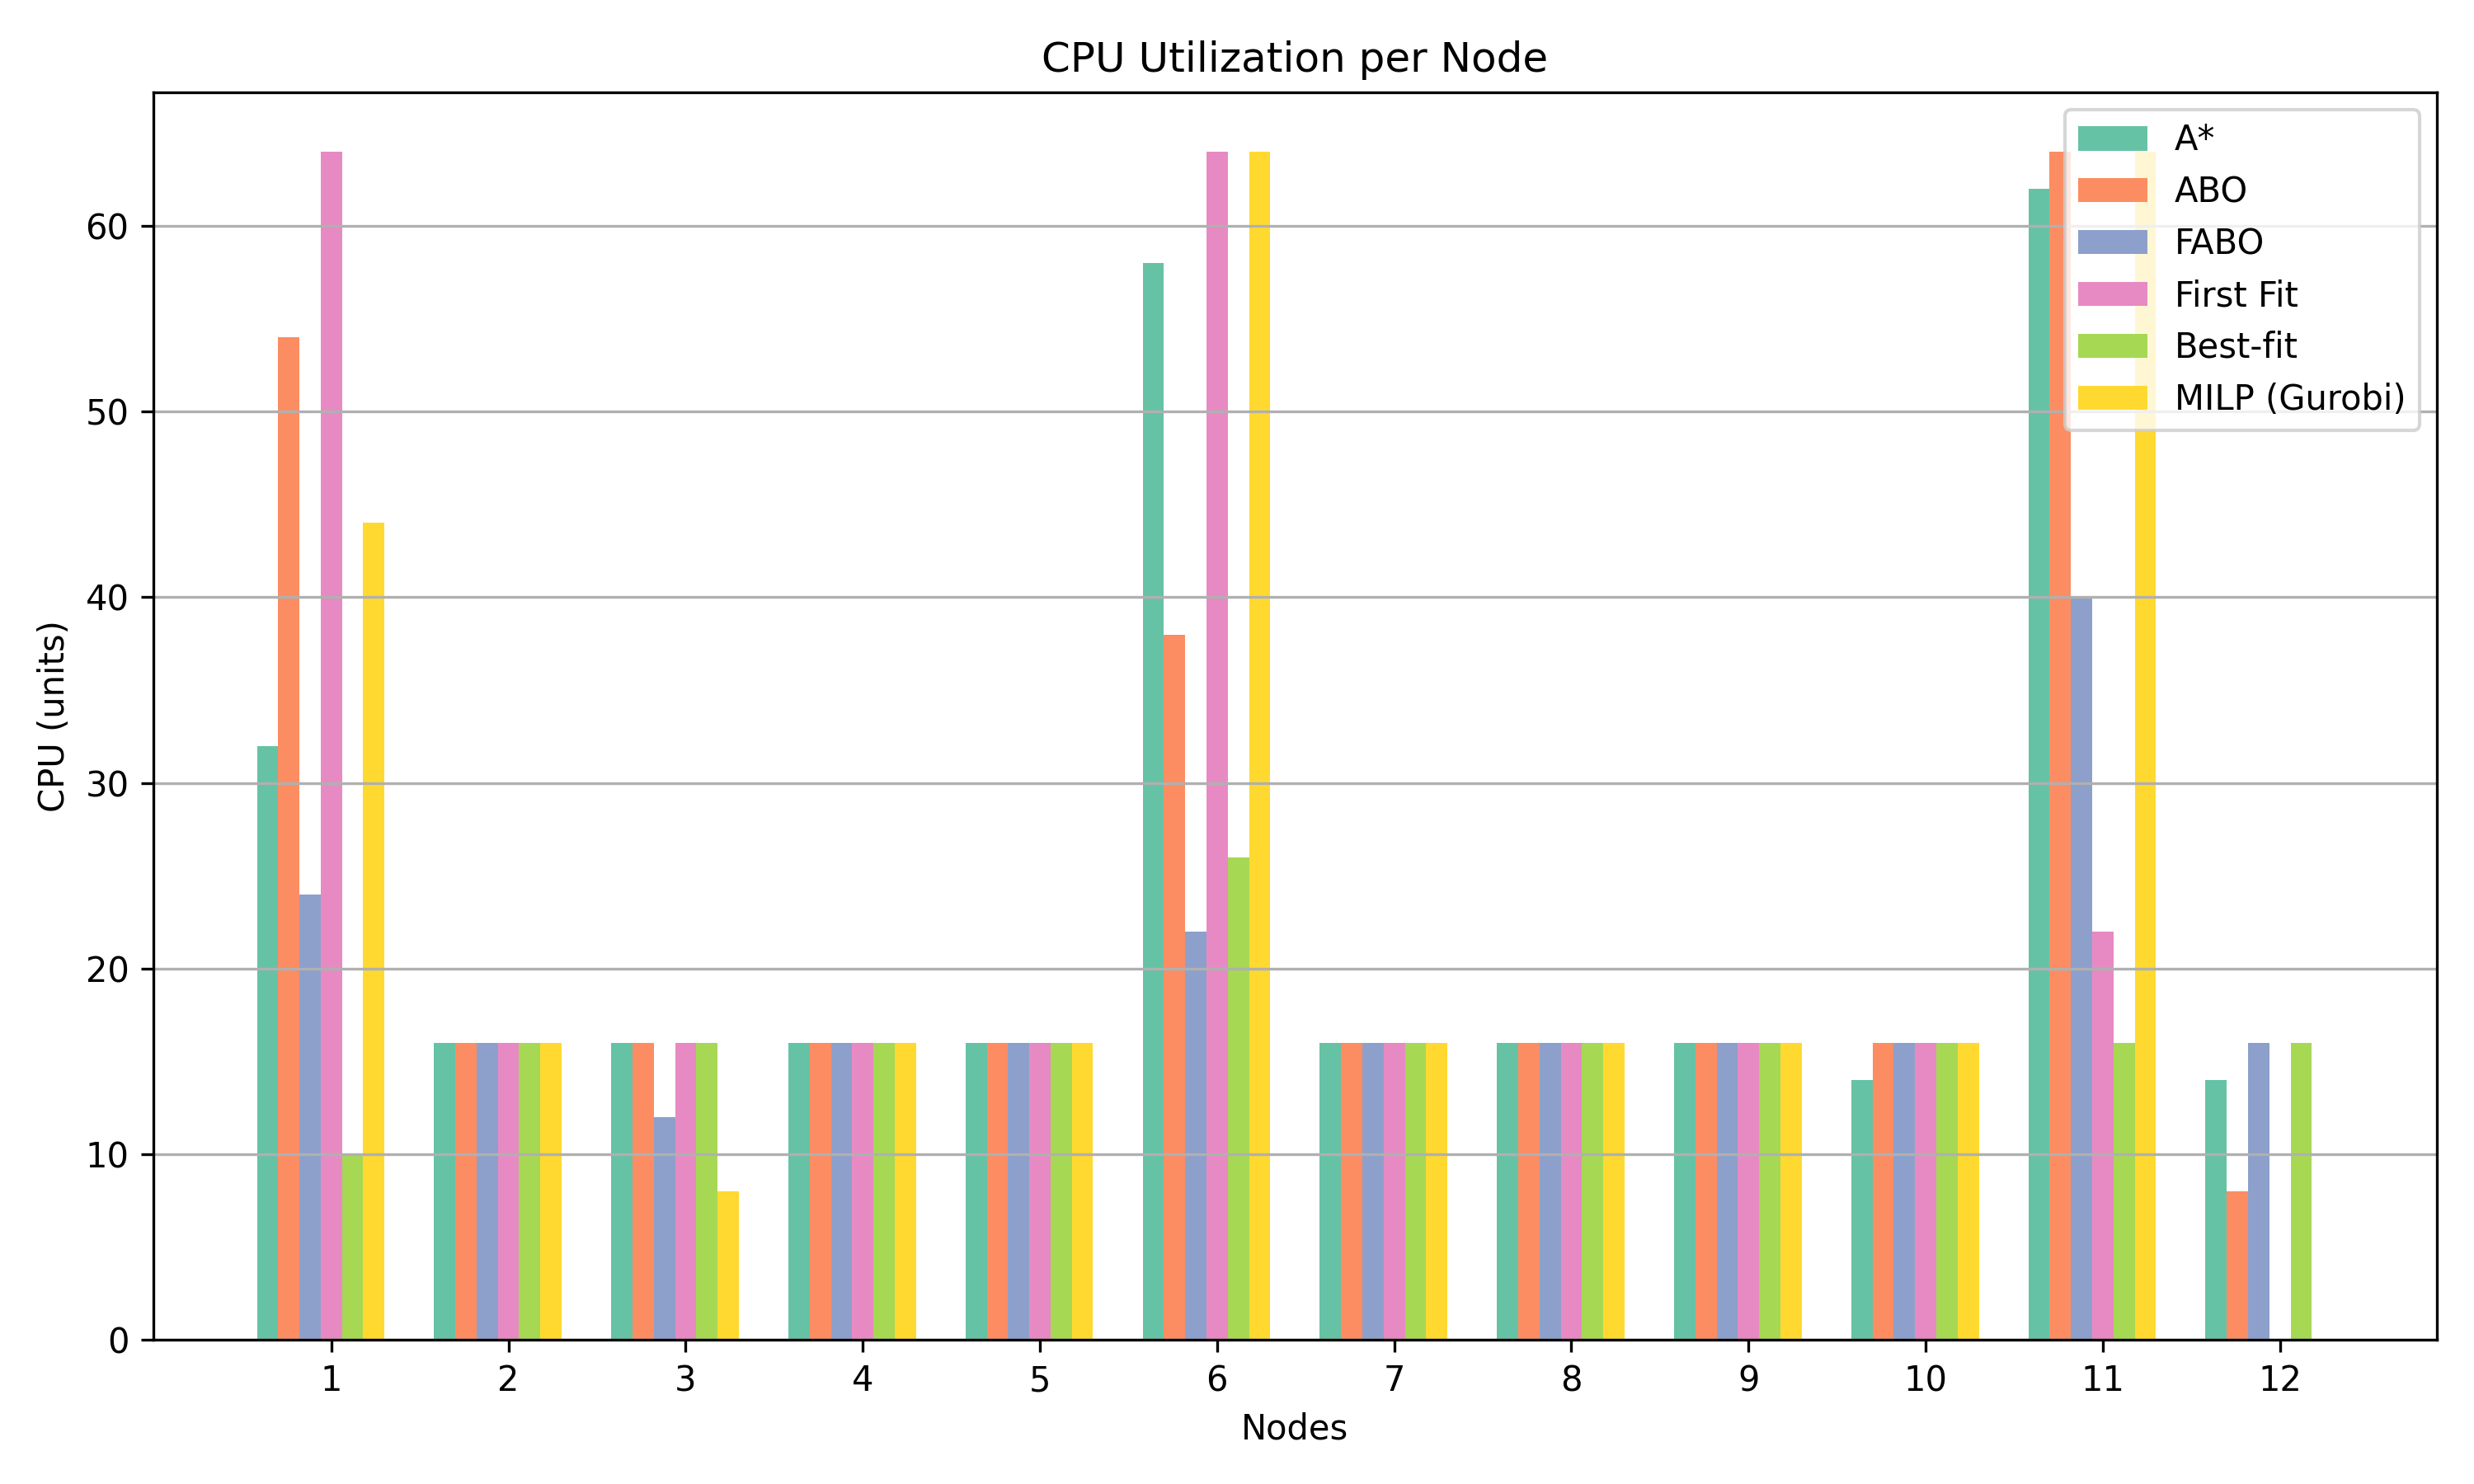 CPU Utilization per Node
A*
ABO
FABO
First Fit
Best-fit
MILP (Gurobi)
CPU (units)
60
50
40
30
20
10
0
1 2 3 4 5 6 7 8 9 10 11 12
Nodes